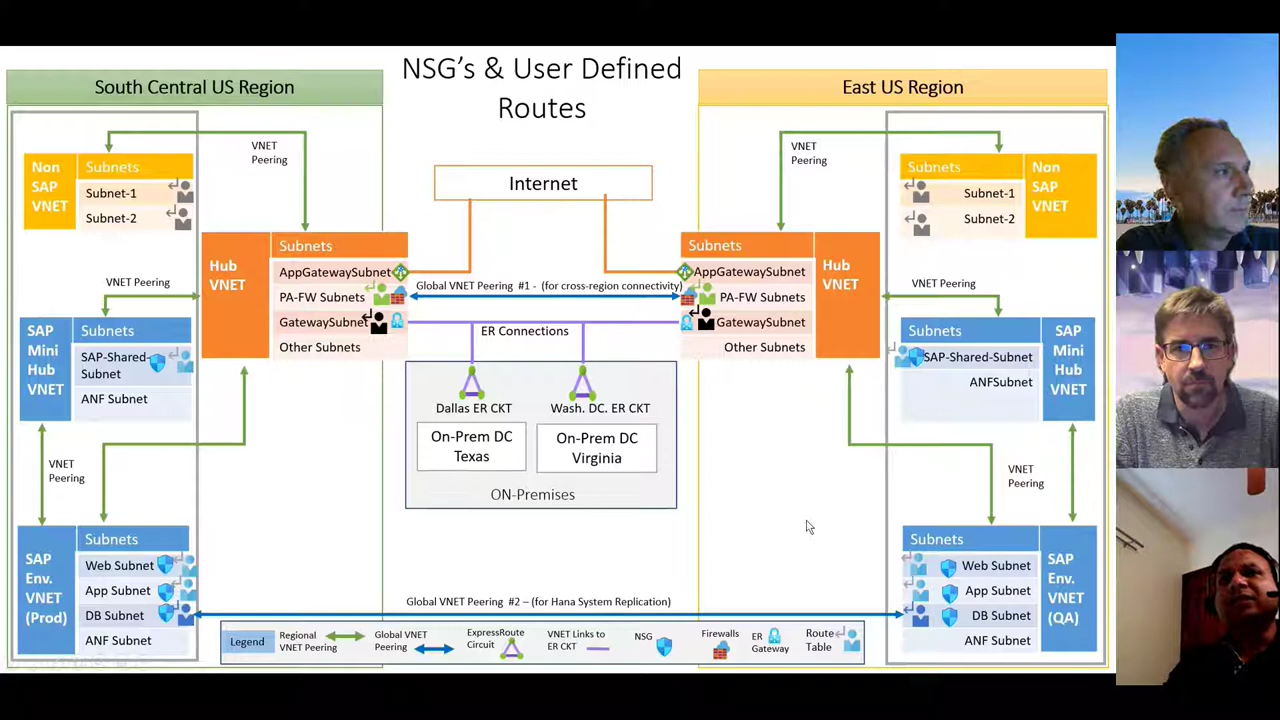 NSG's & User Defined
Routes
South Central US Region
East US Region
VNET
Peering
VNET
Peering
Non
SAP
VNET
Subnets
Subnet-1
Subnet-2
Internet
Subnets
Subnet-1
Subnet-2
Non
SAP
VNET
Hub
VNET
Subnets
AppGatewaySubnet
PA-FW Subnets
GatewaySubnet
Other Subnets
Global VNET Peering #1 - (for cross-region connectivity)
ER Connections
Subnets
AppGatewaySubnet
PA-FW Subnets
GatewaySubnet
Other Subnets
Hub
VNET
VNET Peering
VNET Peering
SAP
Mini
Hub
VNET
Subnets
SAP-Shared-
Subnet
ANF Subnet
Dallas ER CKT
Wash. DC. ER CKT
On-Prem DC
Texas
On-Prem DC
Virginia
ON-Premises
Subnets
SAP-Shared-Subnet
ANFSubnet
SAP
Mini
Hub
VNET
VNET
Peering
VNET
Peering
SAP
Env.
VNET
(Prod)
Subnets
Web Subnet
App Subnet
DB Subnet
ANF Subnet
Global VNET Peering #2 – (for Hana System Replication)
Subnets
Web Subnet
App Subnet
DB Subnet
ANF Subnet
SAP
Env.
VNET
(QA)
Legend
Regional
VNET Peering
Global VNET
Peering
ExpressRoute
Circuit
VNET Links to
ER CKT
NSG
Firewalls
ER
Gateway
Route
Table